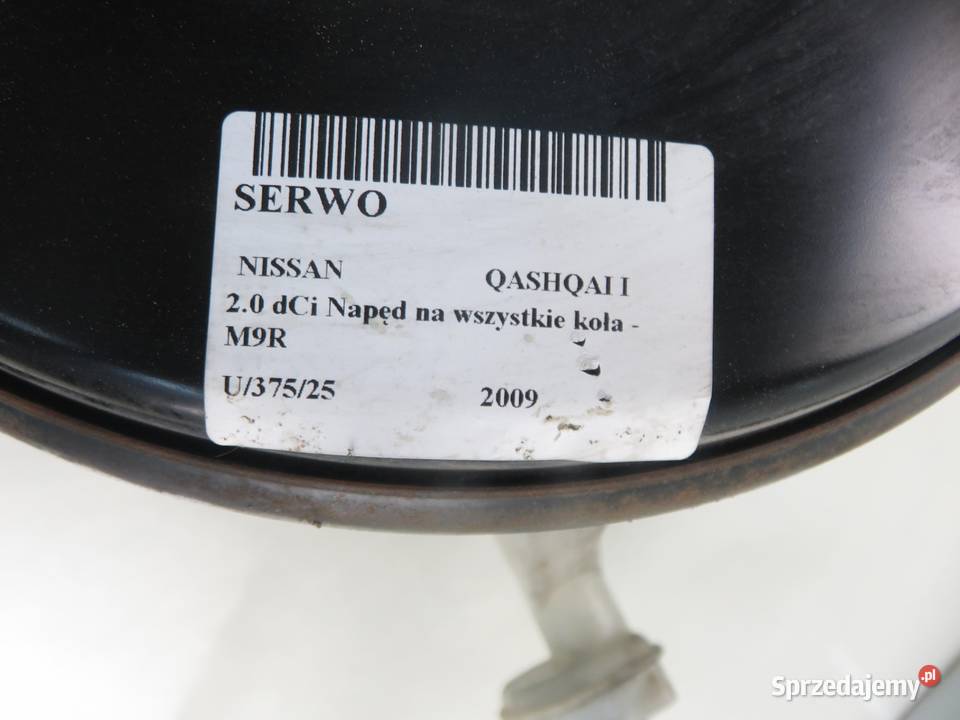 SERWO
NISSAN QASHQAI I
2.0 dCi Napęd na wszystkie koła -
M9R
U/375/25 2009
Sprzedajemy.pl